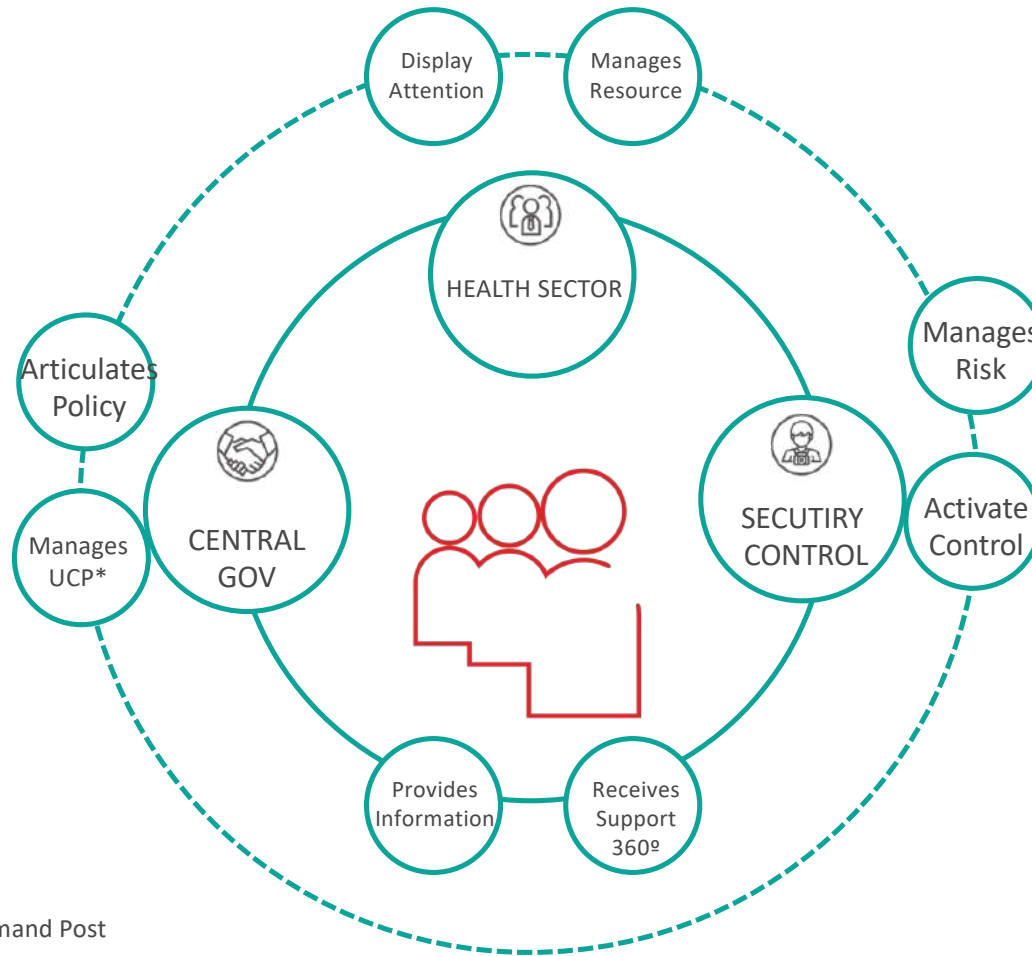 Display
Attention
Manages
Resource
HEALTH SECTOR
Articulates
Policy
Manages
Risk
CENTRAL
GOV
SECUTIRY
CONTROL
Manages
UCP*
Activate
Control
Provides
Information
Receives
Support
360º
mand Post